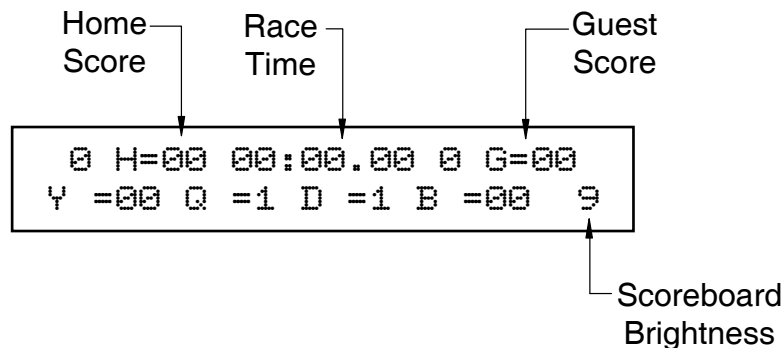 Home Score
Race Time
Guest Score
0 H=00 00:00.00 0 G=00
Y =00 Q =1 D =1 B =00 9
Scoreboard Brightness